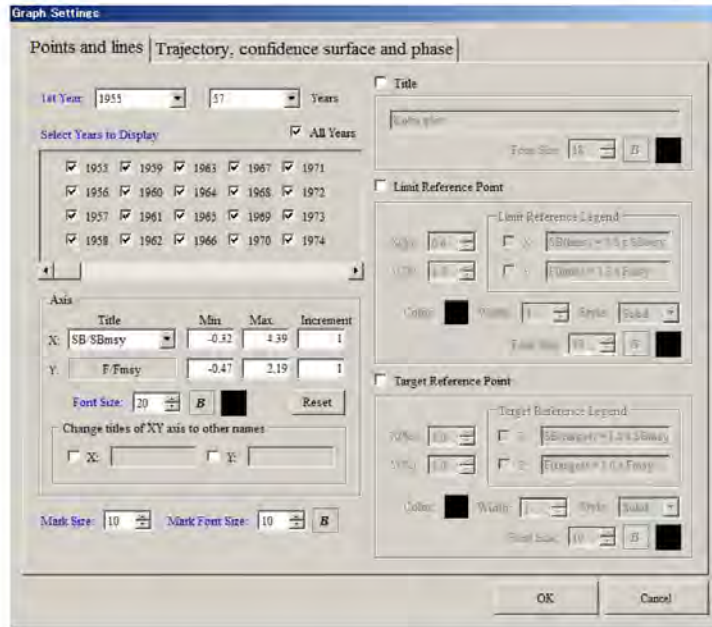 Graph Settings
Points and lines
Trajectory, confidence surface and phase
1st Year 1955 57 Years
Select Years to Display All Years
1955 1959 1963 1967 1971
1956 1960 1964 1968 1972
1957 1961 1965 1969 1973
1958 1962 1966 1970 1974
Axis
Title Min Max Increment
X: SB/SBmsy -0.32 4.39 1
Y: F/Fmsy -0.47 2.19 1
Font Size: 20 B Reset
Change titles of XY axis to other names
X: Y:
Mark Size: 10 Mark Font Size: 10 B
Title
Font Size: 18 B
Limit Reference Point
Limit Reference Legend
Color: Width: Style: Solid
Font Size: B
Target Reference Point
Target Reference Legend
Color: Width: Style: Solid
Font Size: 10 B
OK Cancel